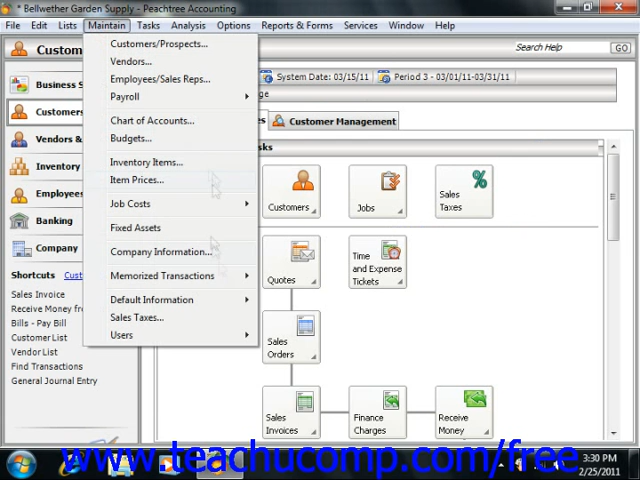 * Bellwether Garden Supply - Peachtree Accounting
File Edit Lists Maintain Tasks Analysis Options Reports & Forms Services Window Help
Custom
Search Help GO
System Date: 03/15/11 Period 3 - 03/01/11-03/31/11
Customers/Prospects...
Vendors...
Employees/Sales Reps...
Payroll
Chart of Accounts...
Budgets...
Inventory Items...
Item Prices...
Job Costs
Fixed Assets
Company Information...
Memorized Transactions
Default Information
Sales Taxes...
Users
Business S
Customers
Vendors &
Inventory
Employees
Banking
Company
Shortcuts Cust
Sales Invoice
Receive Money fr
Bills - Pay Bill
Customer List
Vendor List
Find Transactions
General Journal Entry
Customer Management
sks
Customers
Jobs
Sales
Taxes
Quotes
Time
and Expense
Tickets
Sales
Orders
Sales
Invoices
Finance
Charges
Receive
Money
www.teachucomp.com/free
3:30 PM
2/25/2011